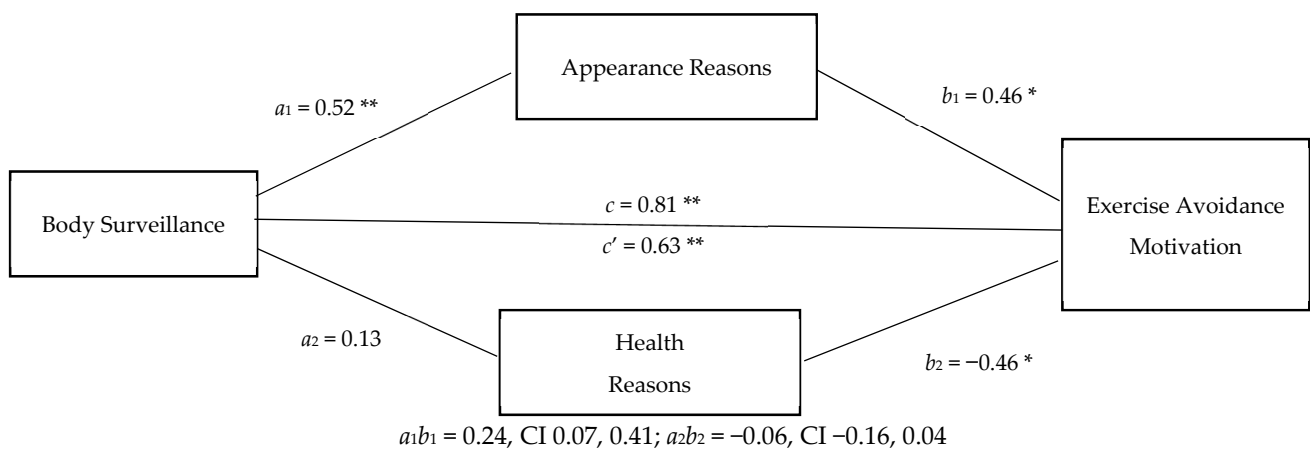 Appearance Reasons
a1 = 0.52 **
b1 = 0.46 *
Body Surveillance
c = 0.81 **
c′ = 0.63 **
Exercise Avoidance
Motivation
a2 = 0.13
Health
Reasons
b2 = −0.46 *
a1b1 = 0.24, CI 0.07, 0.41; a2b2 = −0.06, CI −0.16, 0.04